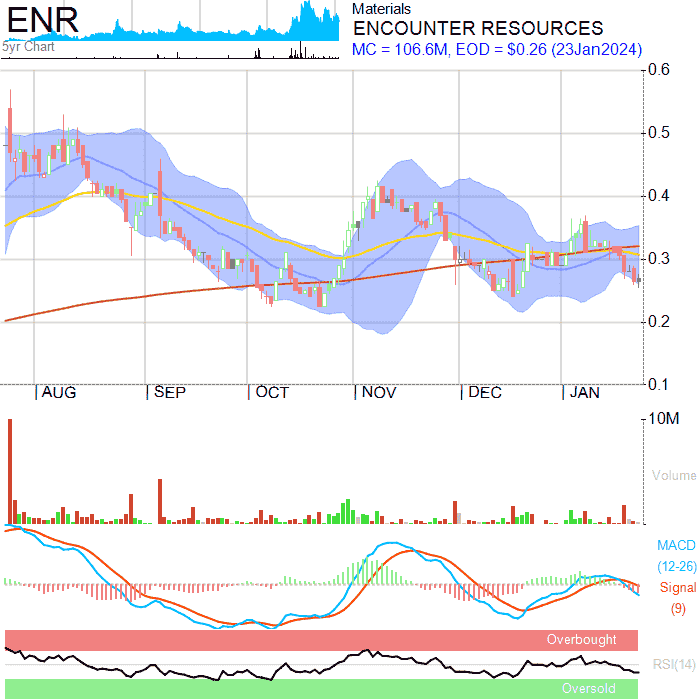 ENR
5yr Chart
Materials
ENCOUNTER RESOURCES
MC = 106.6M, EOD = $0.26 (23Jan2024)
0.6
0.5
0.4
0.3
0.2
0.1
AUG SEP OCT NOV DEC JAN
10M
Volume
MACD
(12-26)
Signal
(9)
Overbought
RSI(14)
Oversold